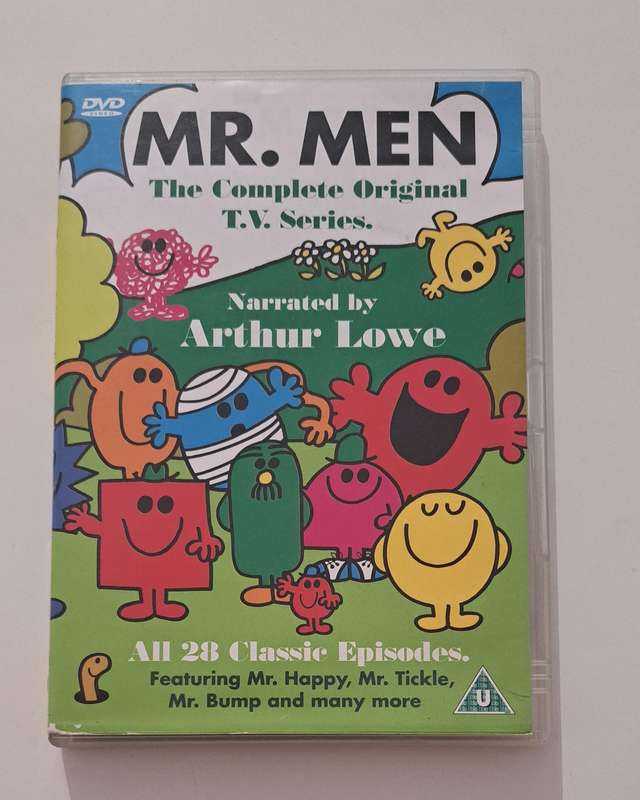 DVD
VIDEO
MR. MEN
The Complete Original
T.V. Series.
Narrated by
Arthur Lowe
All 28 Classic Episodes.
Featuring Mr. Happy, Mr. Tickle,
Mr. Bump and many more
U